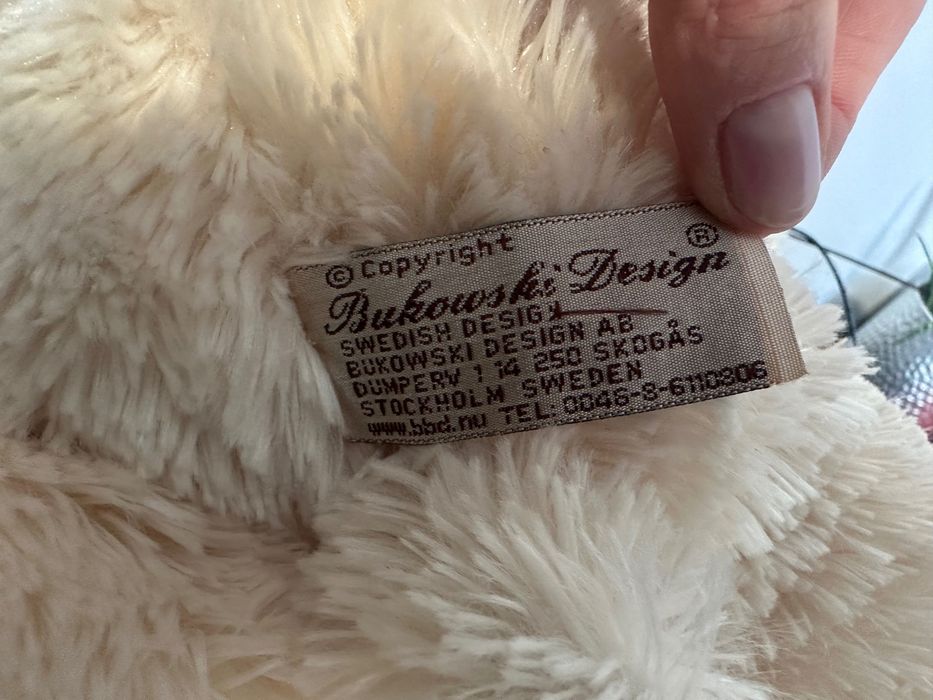 © Copyright ®
Bukowski Design
SWEDISH DESIGN
BUKOWSKI DESIGN AB
DUMPERV 1 14 250 SKOGÅS
STOCKHOLM SWEDEN
www.bbd.nu TEL: 0046-8-6110806